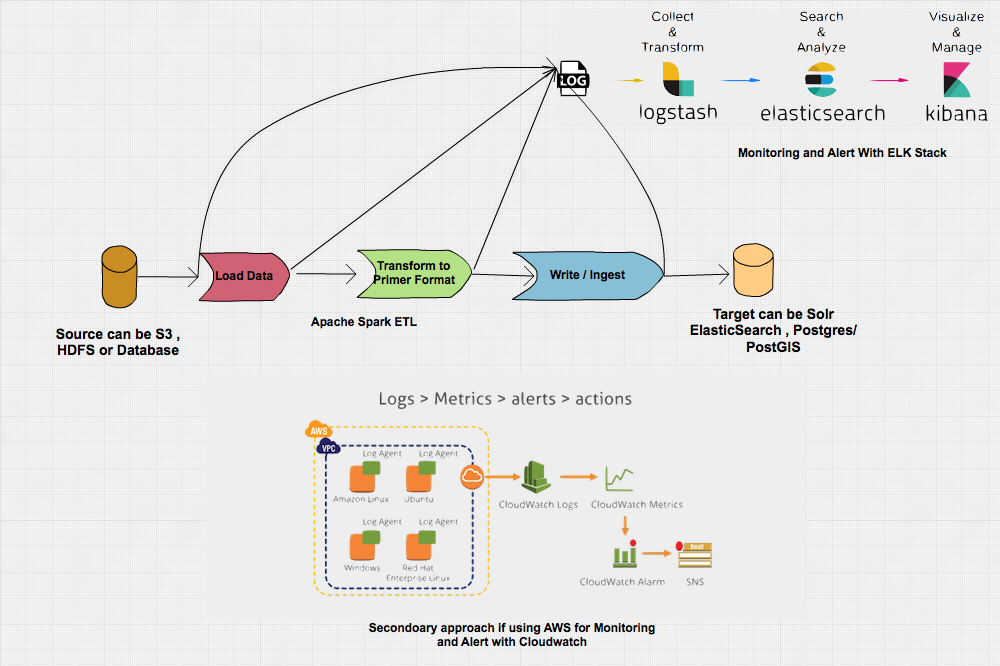 Collect
&
Transform
Search
&
Analyze
Visualize
&
Manage
LOG
logstash
elasticsearch
kibana
Monitoring and Alert With ELK Stack
Load Data
Transform to
Primer Format
Write / Ingest
Source can be S3 ,
HDFS or Database
Apache Spark ETL
Target can be Solr
ElasticSearch , Postgres/
PostGIS
Logs > Metrics > alerts > actions
AWS
VPC
Log Agent
Log Agent
Amazon Linux
Ubuntu
CloudWatch Logs
CloudWatch Metrics
Log Agent
Log Agent
Windows
Red Hat
Enterprise Linux
Email
CloudWatch Alarm
SNS
Secondoary approach if using AWS for Monitoring
and Alert with Cloudwatch